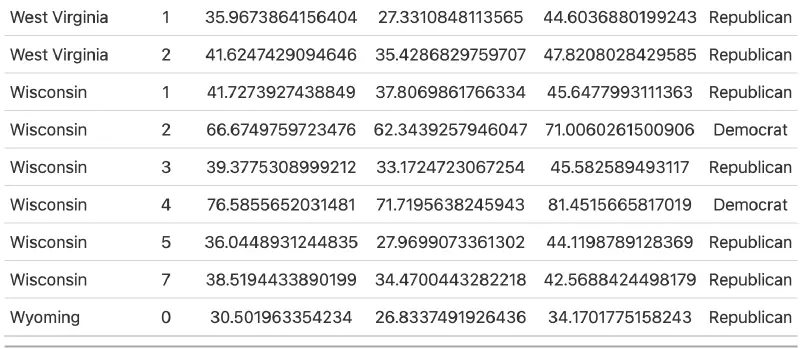 West Virginia 1 35.9673864156404 27.3310848113565 44.6036880199243 Republican
West Virginia 2 41.6247429094646 35.4286829759707 47.8208028429585 Republican
Wisconsin 1 41.7273927438849 37.8069861766334 45.6477993111363 Republican
Wisconsin 2 66.6749759723476 62.3439257946047 71.0060261500906 Democrat
Wisconsin 3 39.3775308999212 33.1724723067254 45.582589493117 Republican
Wisconsin 4 76.5855652031481 71.7195638245943 81.4515665817019 Democrat
Wisconsin 5 36.0448931244835 27.9699073361302 44.1198789128369 Republican
Wisconsin 7 38.5194433890199 34.4700443282218 42.5688424498179 Republican
Wyoming 0 30.501963354234 26.8337491926436 34.1701775158243 Republican